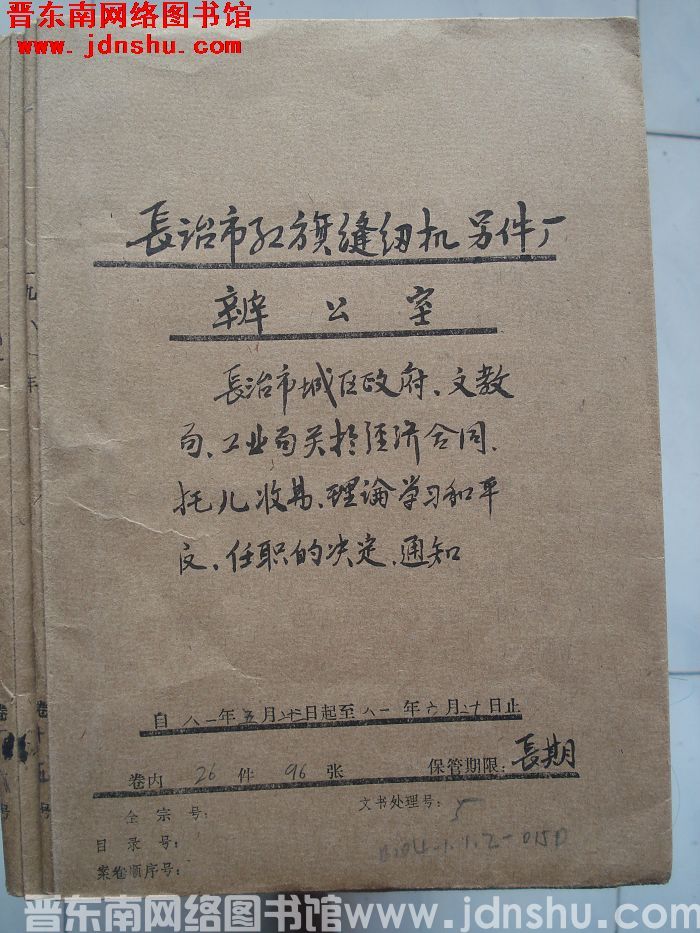 晋东南网络图书馆
www.jdnshu.com
長治市红旗缝纫机另件厂
辦公室
長治市城区政府、文教
局、工业局关於经济合同、
托儿收费、理論学习和平
反、任职的决定、通知
自八一年五月廿日起至八一年六月廿日止
卷内 26 件 96 张 保管期限:長期
全宗号: 文书处理号: 5
目录号:
案卷顺序号:
晋东南网络图书馆 www.jdnshu.com